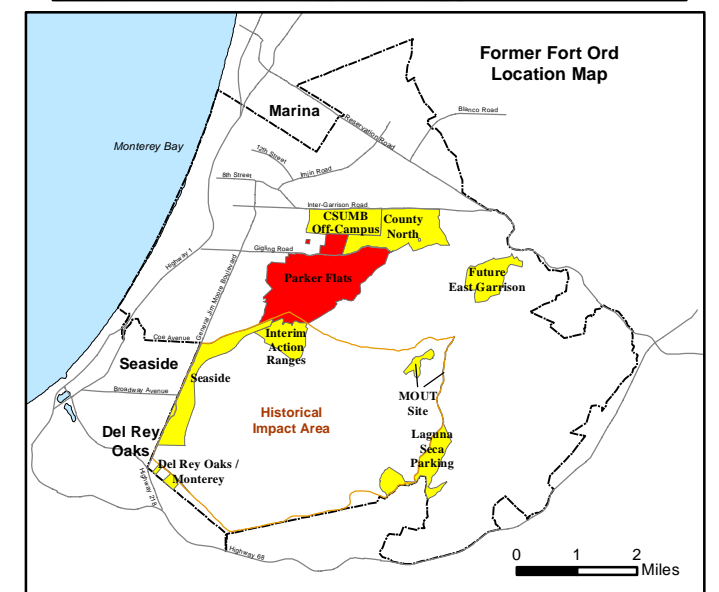 Former Fort Ord
Location Map
Marina
Blanco Road
Reservation Road
Monterey Bay
12th Street
Imjin Road
8th Street
Inter-Garrison Road
CSUMB
Off-Campus
County
North
Gigling Road
Highway 1
General Jim Moore Boulevard
Parker Flats
Future
East Garrison
Coe Avenue
Interim
Action
Ranges
Seaside
Seaside
Broadway Avenue
MOUT
Site
Historical
Impact Area
Del Rey
Oaks
Laguna
Seca
Parking
Del Rey Oaks /
Monterey
Highway 218
Highway 68
0 1 2
Miles